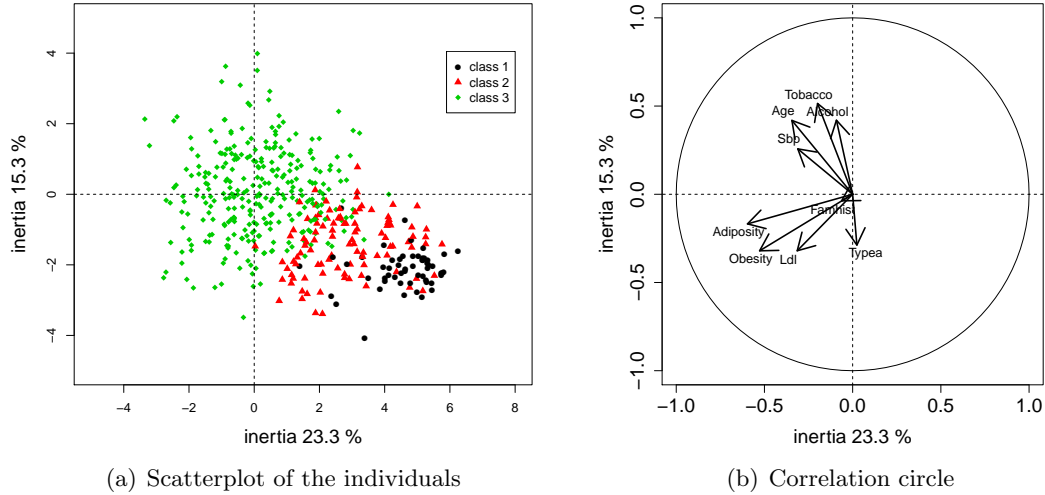 4
2
0
−2
−4
inertia 15.3 %
class 1
class 2
class 3
−4
−2
0
2
4
6
8
inertia 23.3 %
(a) Scatterplot of the individuals
1.0
0.5
0.0
−0.5
−1.0
inertia 15.3 %
Tobacco
Age
Alcohol
Sbp
Famhist
Adiposity
Obesity
Ldl
Typea
−1.0
−0.5
0.0
0.5
1.0
inertia 23.3 %
(b) Correlation circle